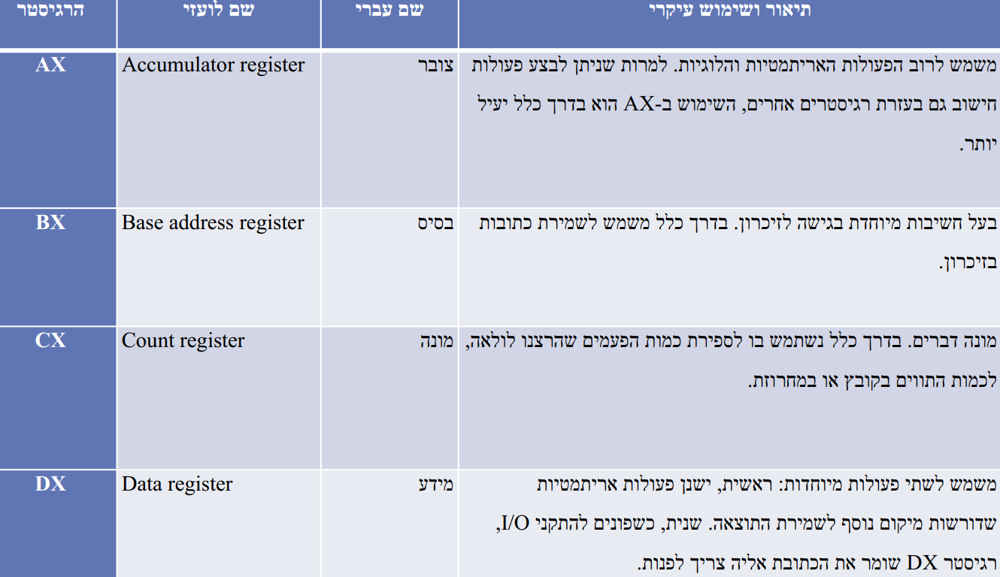 הרגיסטר שם לועזי שם עברי תיאור ושימוש עיקרי
AX Accumulator register צובר משמש לרוב הפעולות האריתמטיות והלוגיות. למרות שניתן לבצע פעולות
חישוב גם בעזרת רגיסטרים אחרים, השימוש ב-AX הוא בדרך כלל יעיל
יותר.
BX Base address register בסיס בעל חשיבות מיוחדת בגישה לזיכרון. בדרך כלל משמש לשמירת כתובות
בזיכרון.
CX Count register מונה מונה דברים. בדרך כלל נשתמש בו לספירת כמות הפעמים שהרצנו לולאה,
לכמות התווים בקובץ או במחרוזת.
DX Data register מידע משמש לשתי פעולות מיוחדות: ראשית, ישנן פעולות אריתמטיות
שדורשות מיקום נוסף לשמירת התוצאה. שנית, כשפונים להתקני I/O,
רגיסטר DX שומר את הכתובת אליה צריך לפנות.